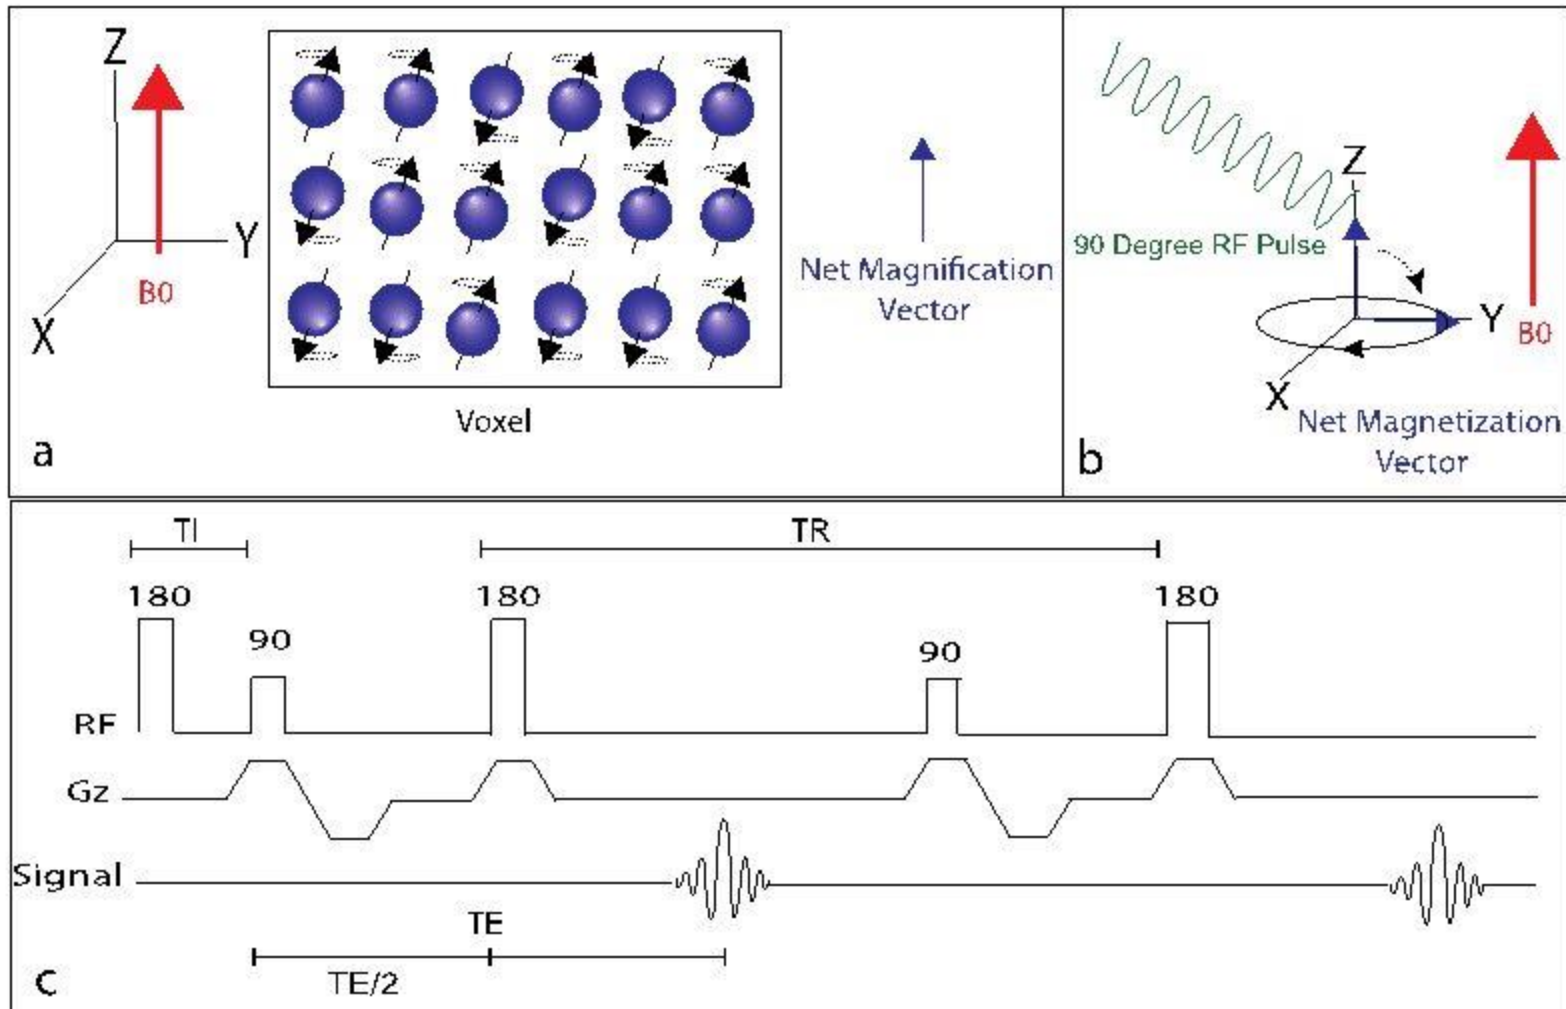 Z
B0
Y
X
Voxel
Net Magnification
Vector
a
90 Degree RF Pulse
Z
Y
B0
X
Net Magnetization
Vector
b
TI
TR
180
90
180
90
180
RF
Gz
Signal
TE
TE/2
c